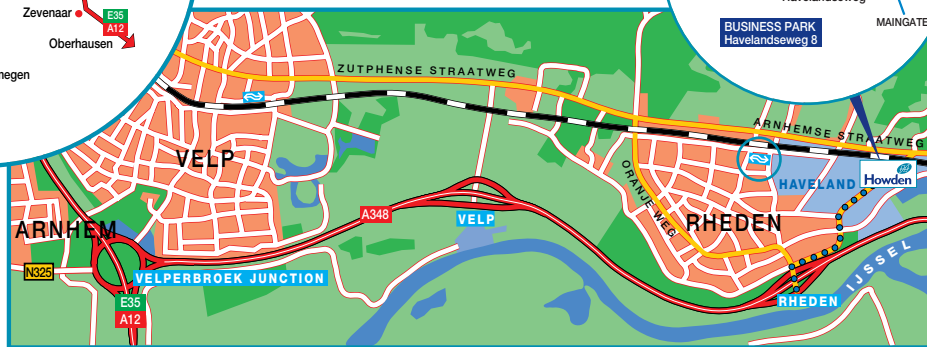 Zevenaar
E35
A12
Oberhausen
BUSINESS PARK
Havelandseweg 8
MAINGATE
ZUTPHENSE STRAATWEG
ARNHEMSE STRAATWEG
VELP
HAVELAND
Howden
ORANJE WEG
A348
VELP
RHEDEN
ARNHEM
N325
VELPERBROEK JUNCTION
IJSSEL
E35
A12
RHEDEN